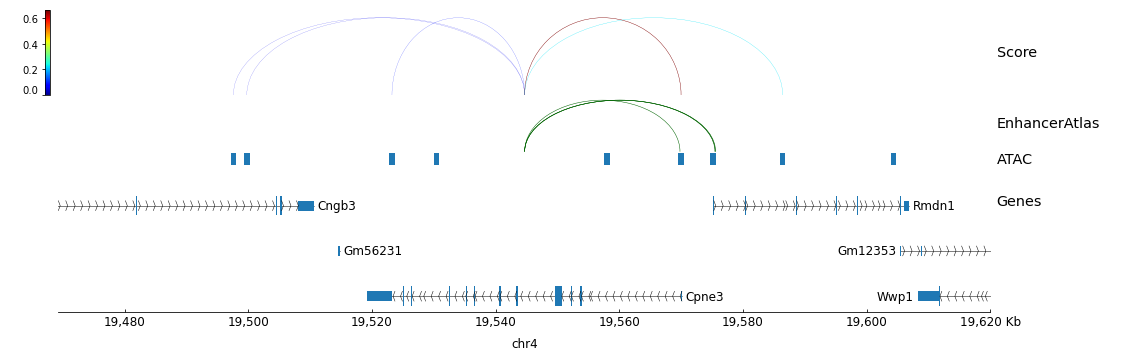 0.6
0.4
0.2
0.0
Score
EnhancerAtlas
ATAC
Genes
Cngb3
Rmdn1
Gm56231
Gm12353
Cpne3
Wwp1
19,480 19,500 19,520 19,540 19,560 19,580 19,600 19,620 Kb
chr4